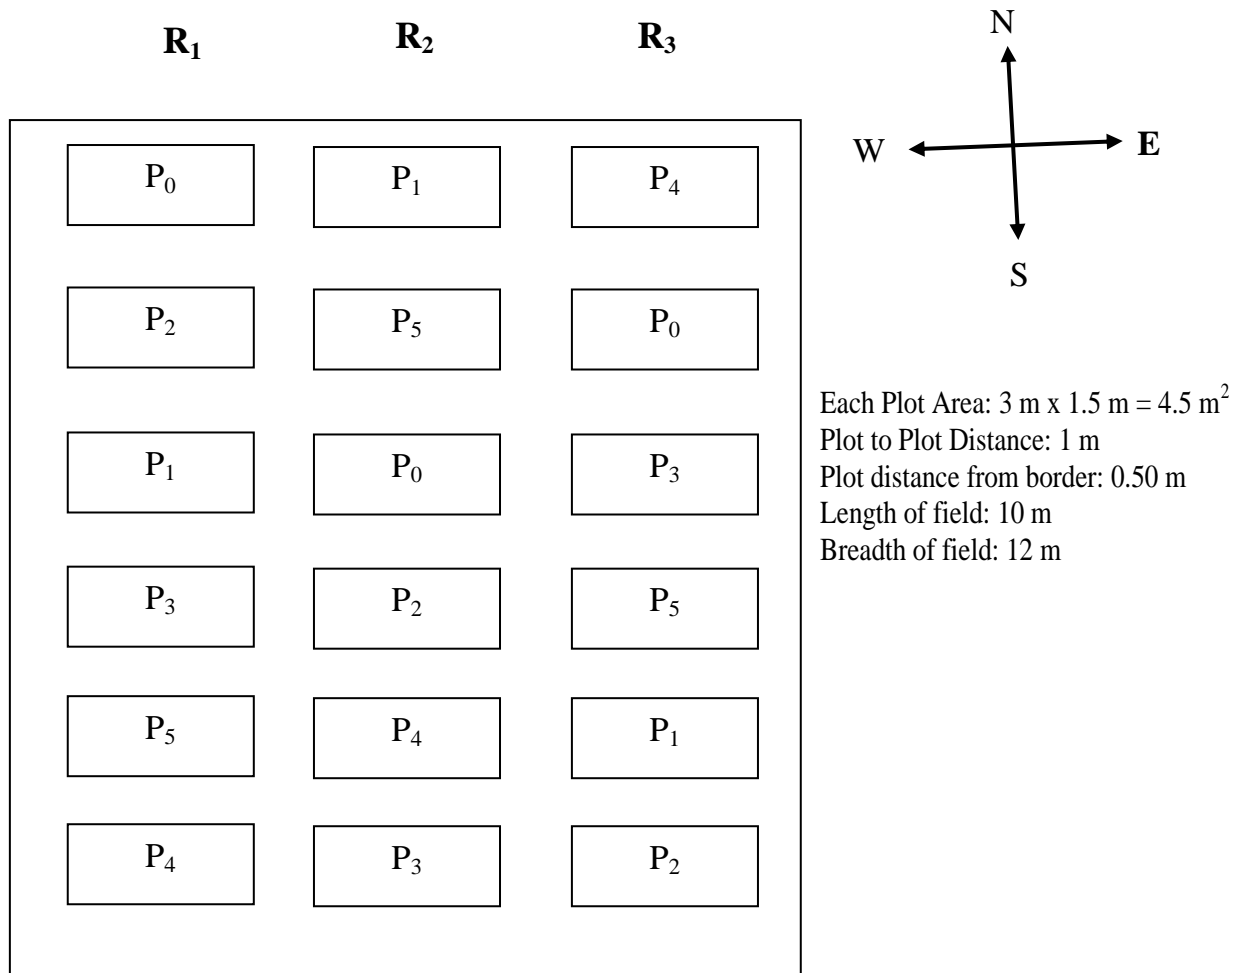 R₁ R₂ R₃
N
W E
S
P₀ P₁ P₄
P₂ P₅ P₀
P₁ P₀ P₃
P₃ P₂ P₅
P₅ P₄ P₁
P₄ P₃ P₂
Each Plot Area: 3 m x 1.5 m = 4.5 m²
Plot to Plot Distance: 1 m
Plot distance from border: 0.50 m
Length of field: 10 m
Breadth of field: 12 m